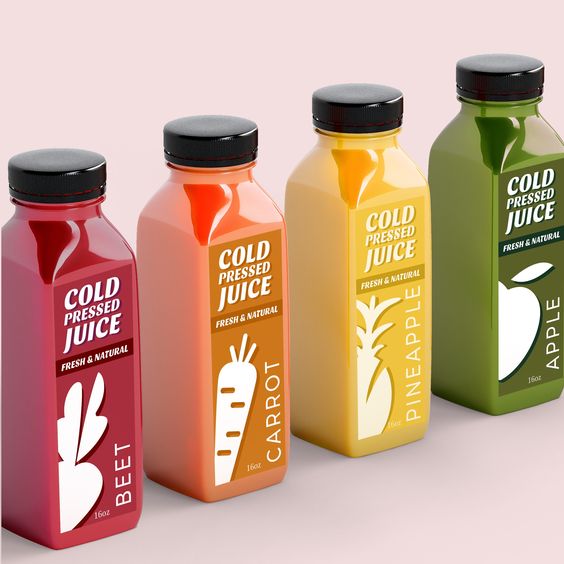 COLD
PRESSED
JUICE
FRESH & NATURAL
BEET
16oz
COLD
PRESSED
JUICE
FRESH & NATURAL
CARROT
16oz
COLD
PRESSED
JUICE
FRESH & NATURAL
PINEAPPLE
16oz
COLD
PRESSED
JUICE
FRESH & NATURAL
APPLE
16oz